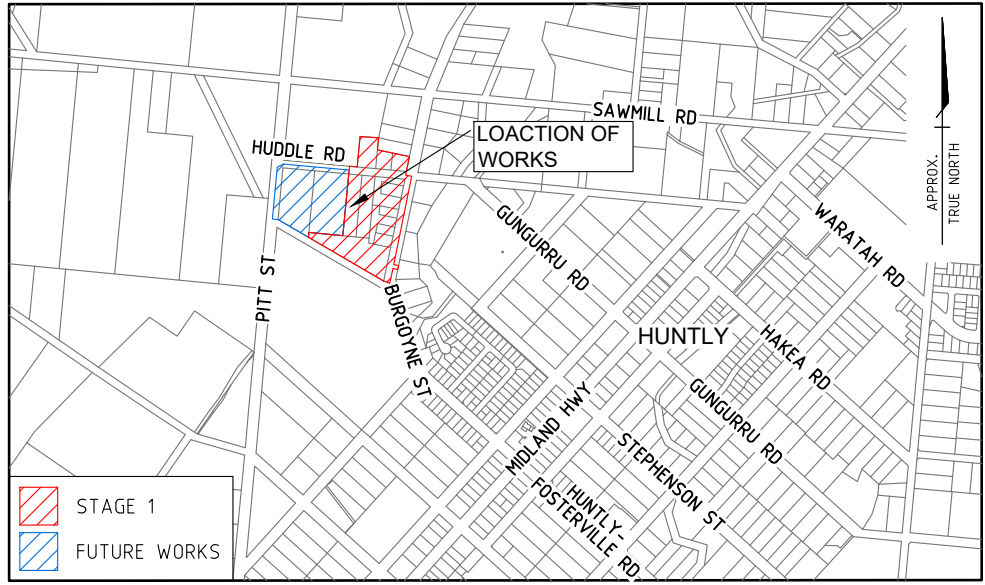 SAWMILL RD
LOACTION OF
WORKS
HUDDLE RD
APPROX.
TRUE NORTH
WARATAH RD
GUNGURRU RD
PITT ST
BURGOYNE ST
HUNTLY
HAKEA RD
GUNGURRU RD
MIDLAND HWY
STEPHENSON ST
HUNTLY-
FOSTERVILLE RD
STAGE 1
FUTURE WORKS